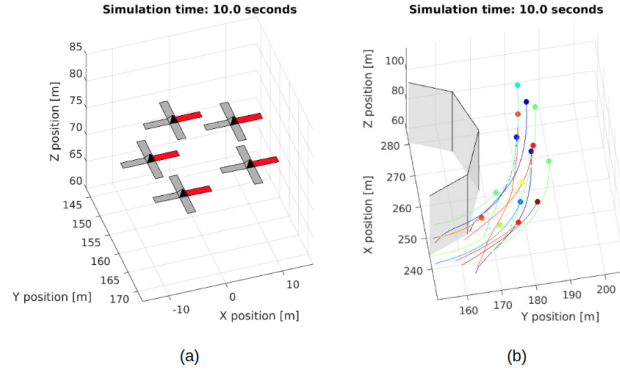 Simulation time: 10.0 seconds
85
80
75
70
65
60
Z position [m]
145
150
155
160
165
170
Y position [m]
-10
0
10
X position [m]
(a)
Simulation time: 10.0 seconds
100
80
60
Z position [m]
280
270
260
250
240
X position [m]
160
170
180
190
200
Y position [m]
(b)